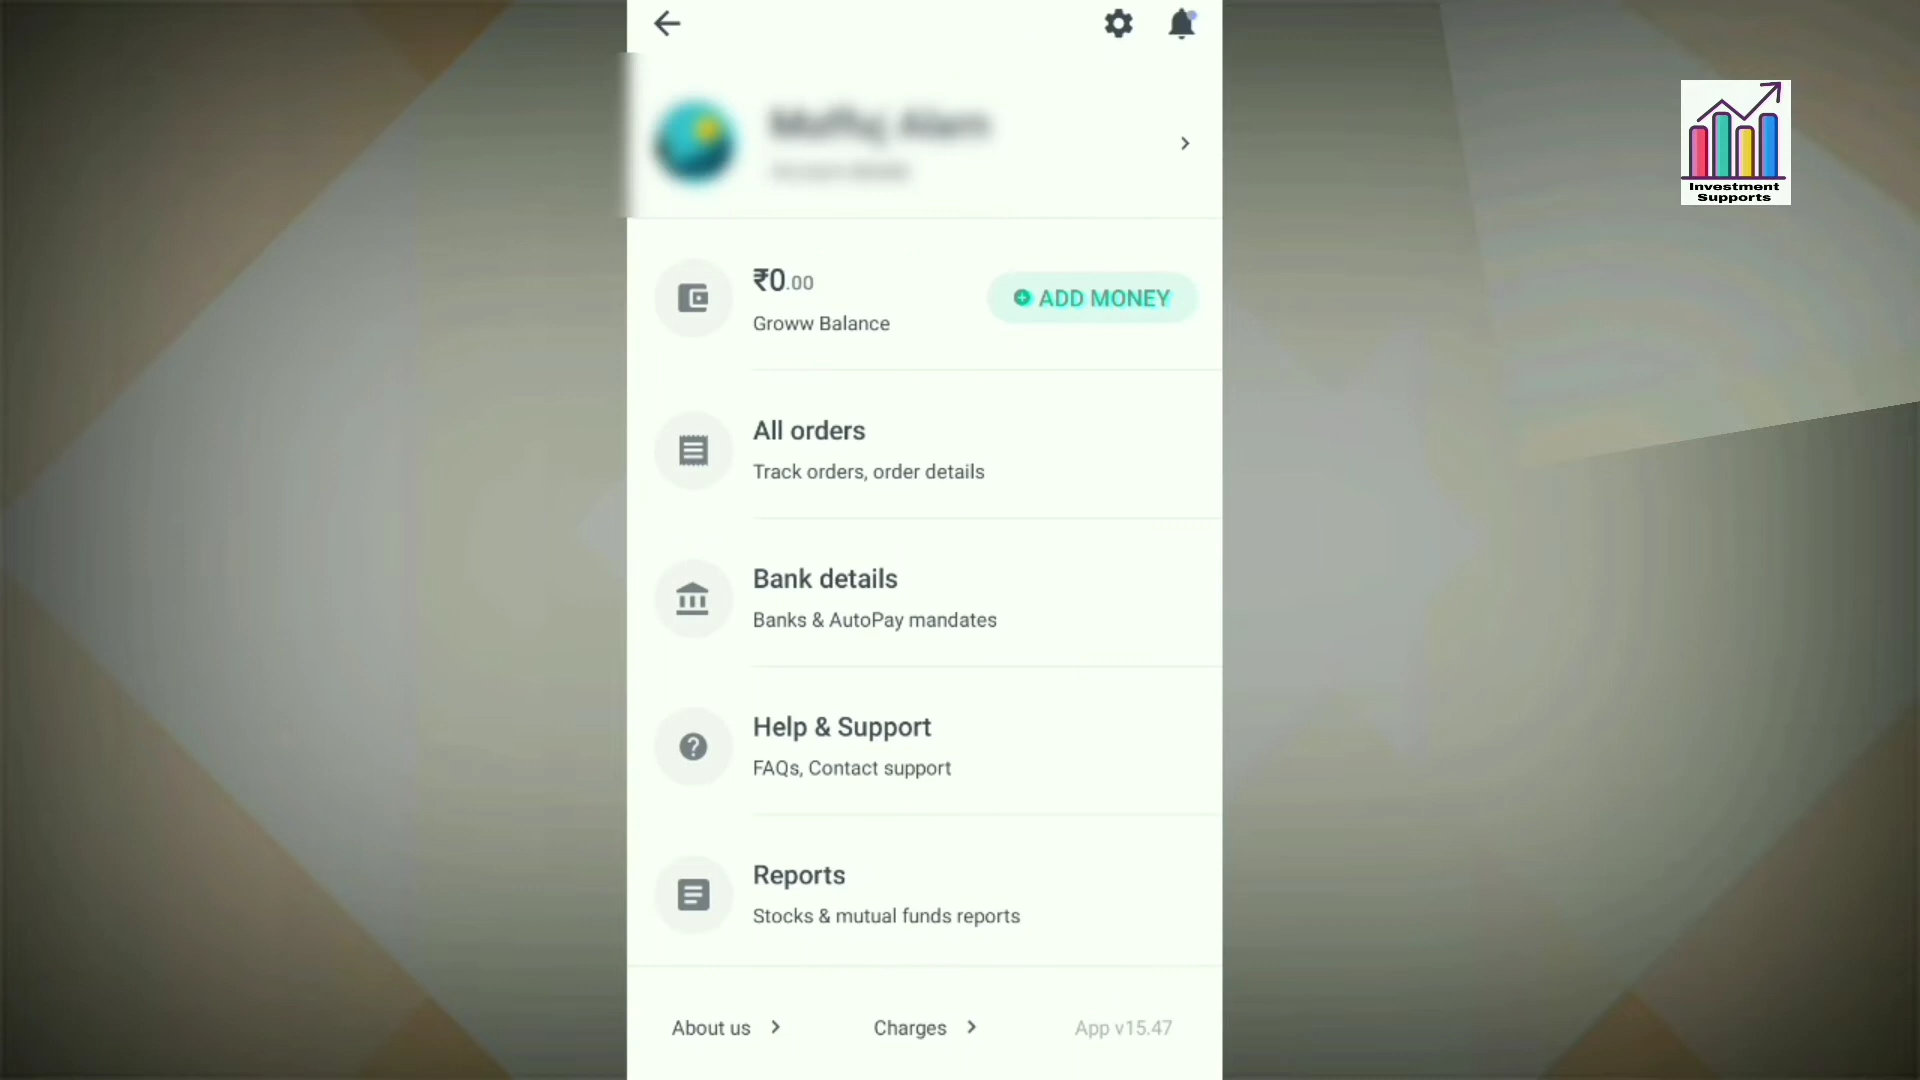 Investment
Supports
₹0.00
ADD MONEY
Groww Balance
All orders
Track orders, order details
Bank details
Banks & AutoPay mandates
Help & Support
FAQs, Contact support
Reports
Stocks & mutual funds reports
About us
Charges
App v15.47